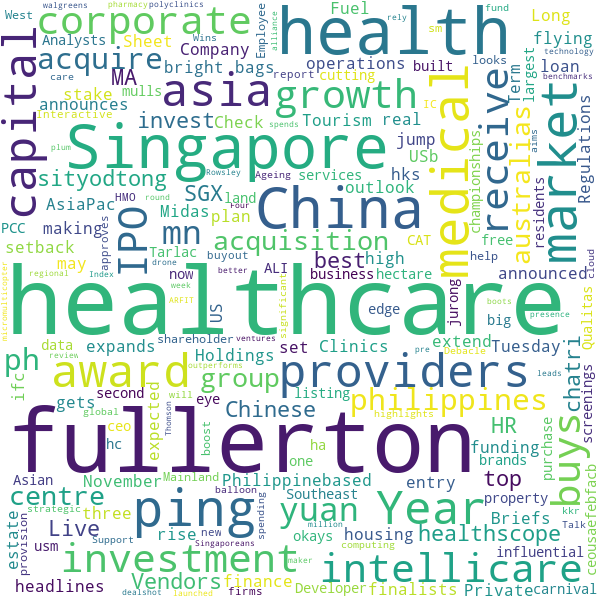 walgreens pharmacy polyclinics
West corporate Employee Wins Fuel rely fund Long
Analysts Sheet Company alliance health sm flying
capital acquire bright bags operations built Term largest
care MA asia cutting loan technology
stake mulls growth report IC looks benchmarks
announces invest Tourism real medical receive market
Interactive Check jump championships australias Regulations
plum Singapore spends USb residents
sityodtong Rowsley Ageing services hks outlook aims
AsiaPac SGX HMO round Four land China
PCC making Midas plan CAT free
setback IPO mn acquisition approves best high hectare help cloud
may Tarlac buyout ALI business jurong announced
regional Index now drone better week US edge big Qualitas
micromulticopter healthcare significant boots presence
data expands shareholder set Clinics extend Tuesday
review ARFIT Holdings pre Debacle leads
ph award outperforms ventures providers
ifc gets second will group eye listing philippines chatri buys screenings
global ceo expected Thomson boost Chinese highlights HR
fullerton hc Asian ha one funding brands purchase
centre November Mainland Philippinebased entry top kkr
strategic balloon Southeast property Talk
ping yuan Year Briefs
Live three rise new okays housing healthscope
estate provision usm Support Singaporeans spending million computing influential ceousaefebfacb
investment maker intellicare
Vendors finance Developer finalists Private carnival
headlines dealshot launched firms